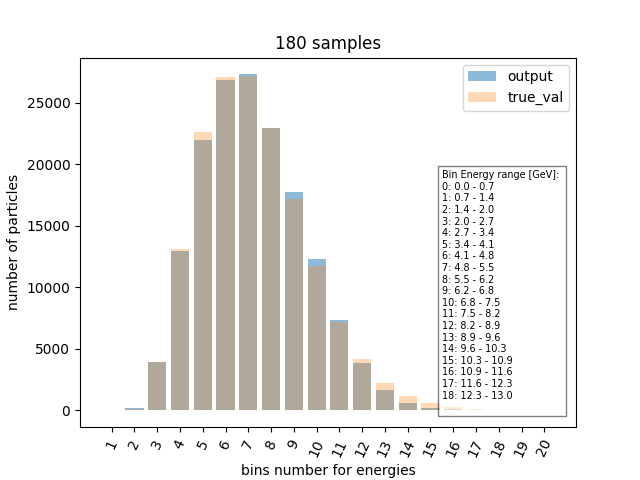 180 samples
output
true_val
number of particles
25000
20000
15000
10000
5000
0
Bin Energy range [GeV]:
0: 0.0 - 0.7
1: 0.7 - 1.4
2: 1.4 - 2.0
3: 2.0 - 2.7
4: 2.7 - 3.4
5: 3.4 - 4.1
6: 4.1 - 4.8
7: 4.8 - 5.5
8: 5.5 - 6.2
9: 6.2 - 6.8
10: 6.8 - 7.5
11: 7.5 - 8.2
12: 8.2 - 8.9
13: 8.9 - 9.6
14: 9.6 - 10.3
15: 10.3 - 10.9
16: 10.9 - 11.6
17: 11.6 - 12.3
18: 12.3 - 13.0
1 2 3 4 5 6 7 8 9 10 11 12 13 14 15 16 17 18 19 20
bins number for energies